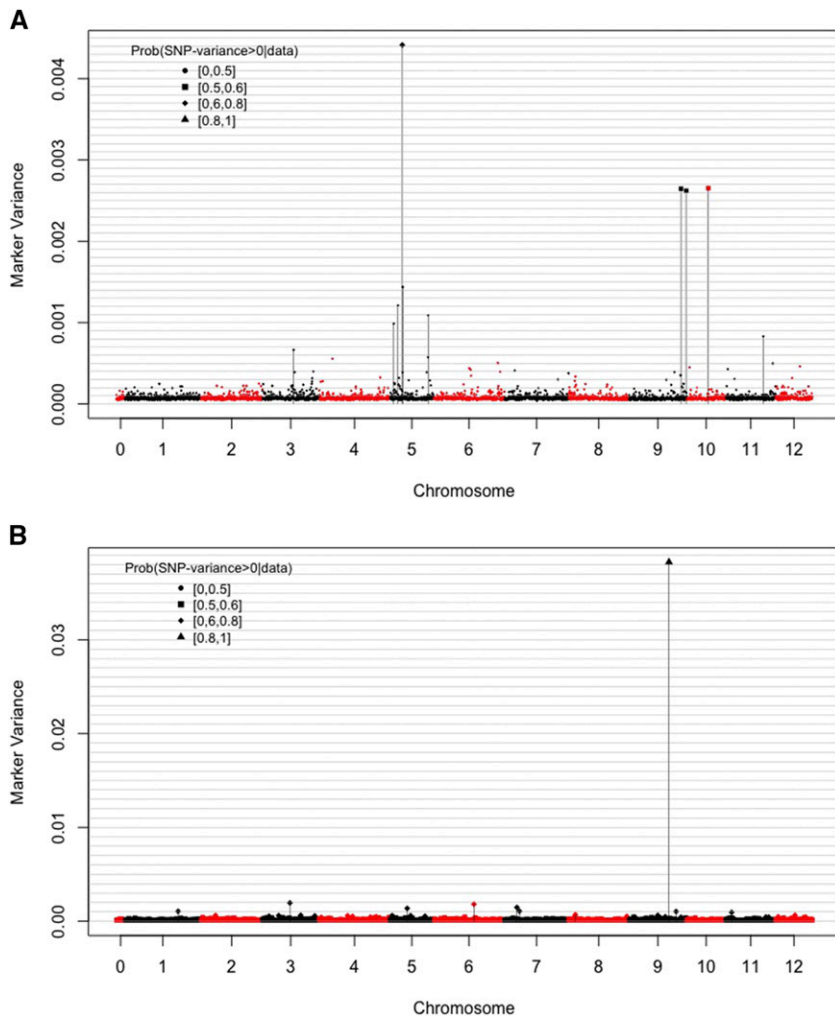 A
Prob(SNP-variance>0|data)
[0,0.5]
[0.5,0.6]
[0,6,0.8]
[0.8,1]
Marker Variance
0.004
0.003
0.002
0.001
0.000
0 1 2 3 4 5 6 7 8 9 10 11 12
Chromosome
B
Prob(SNP-variance>0|data)
[0,0.5]
[0.5,0.6]
[0,6,0.8]
[0.8,1]
Marker Variance
0.03
0.02
0.01
0.00
0 1 2 3 4 5 6 7 8 9 10 11 12
Chromosome